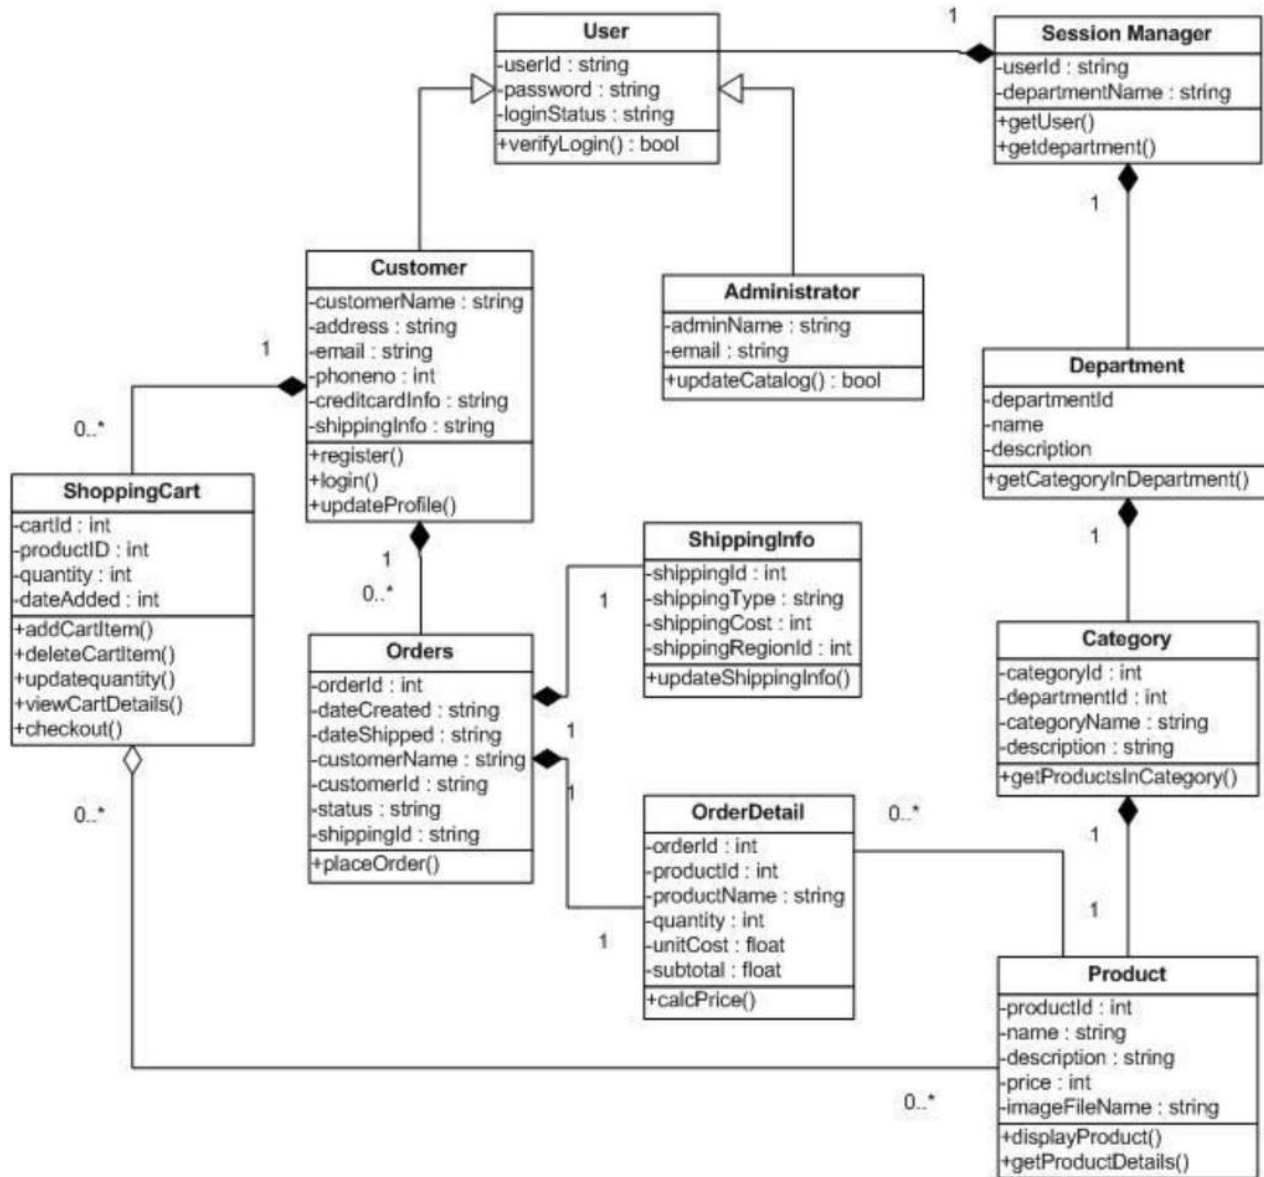 User
-userId : string
-password : string
-loginStatus : string
+verifyLogin() : bool
1
Session Manager
-userId : string
-departmentName : string
+getUser()
+getdepartment()
1
Customer
-customerName : string
-address : string
-email : string
-phoneno : int
-creditcardInfo : string
-shippingInfo : string
+register()
+login()
+updateProfile()
1
0..*
Administrator
-adminName : string
-email : string
+updateCatalog() : bool
Department
-departmentId
-name
-description
+getCategoryInDepartment()
1
ShoppingCart
-cartId : int
-productID : int
-quantity : int
-dateAdded : int
+addCartItem()
+deleteCartItem()
+updatequantity()
+viewCartDetails()
+checkout()
0..*
1
0..*
Orders
-orderId : int
-dateCreated : string
-dateShipped : string
-customerName : string
-customerId : string
-status : string
-shippingId : string
+placeOrder()
1
1
1
1
ShippingInfo
-shippingId : int
-shippingType : string
-shippingCost : int
-shippingRegionId : int
+updateShippingInfo()
Category
-categoryId : int
-departmentId : int
-categoryName : string
-description : string
+getProductsInCategory()
1
OrderDetail
-orderId : int
-productId : int
-productName : string
-quantity : int
-unitCost : float
-subtotal : float
+calcPrice()
0..*
1
Product
-productId : int
-name : string
-description : string
-price : int
-imageFileName : string
+displayProduct()
+getProductDetails()
0..*